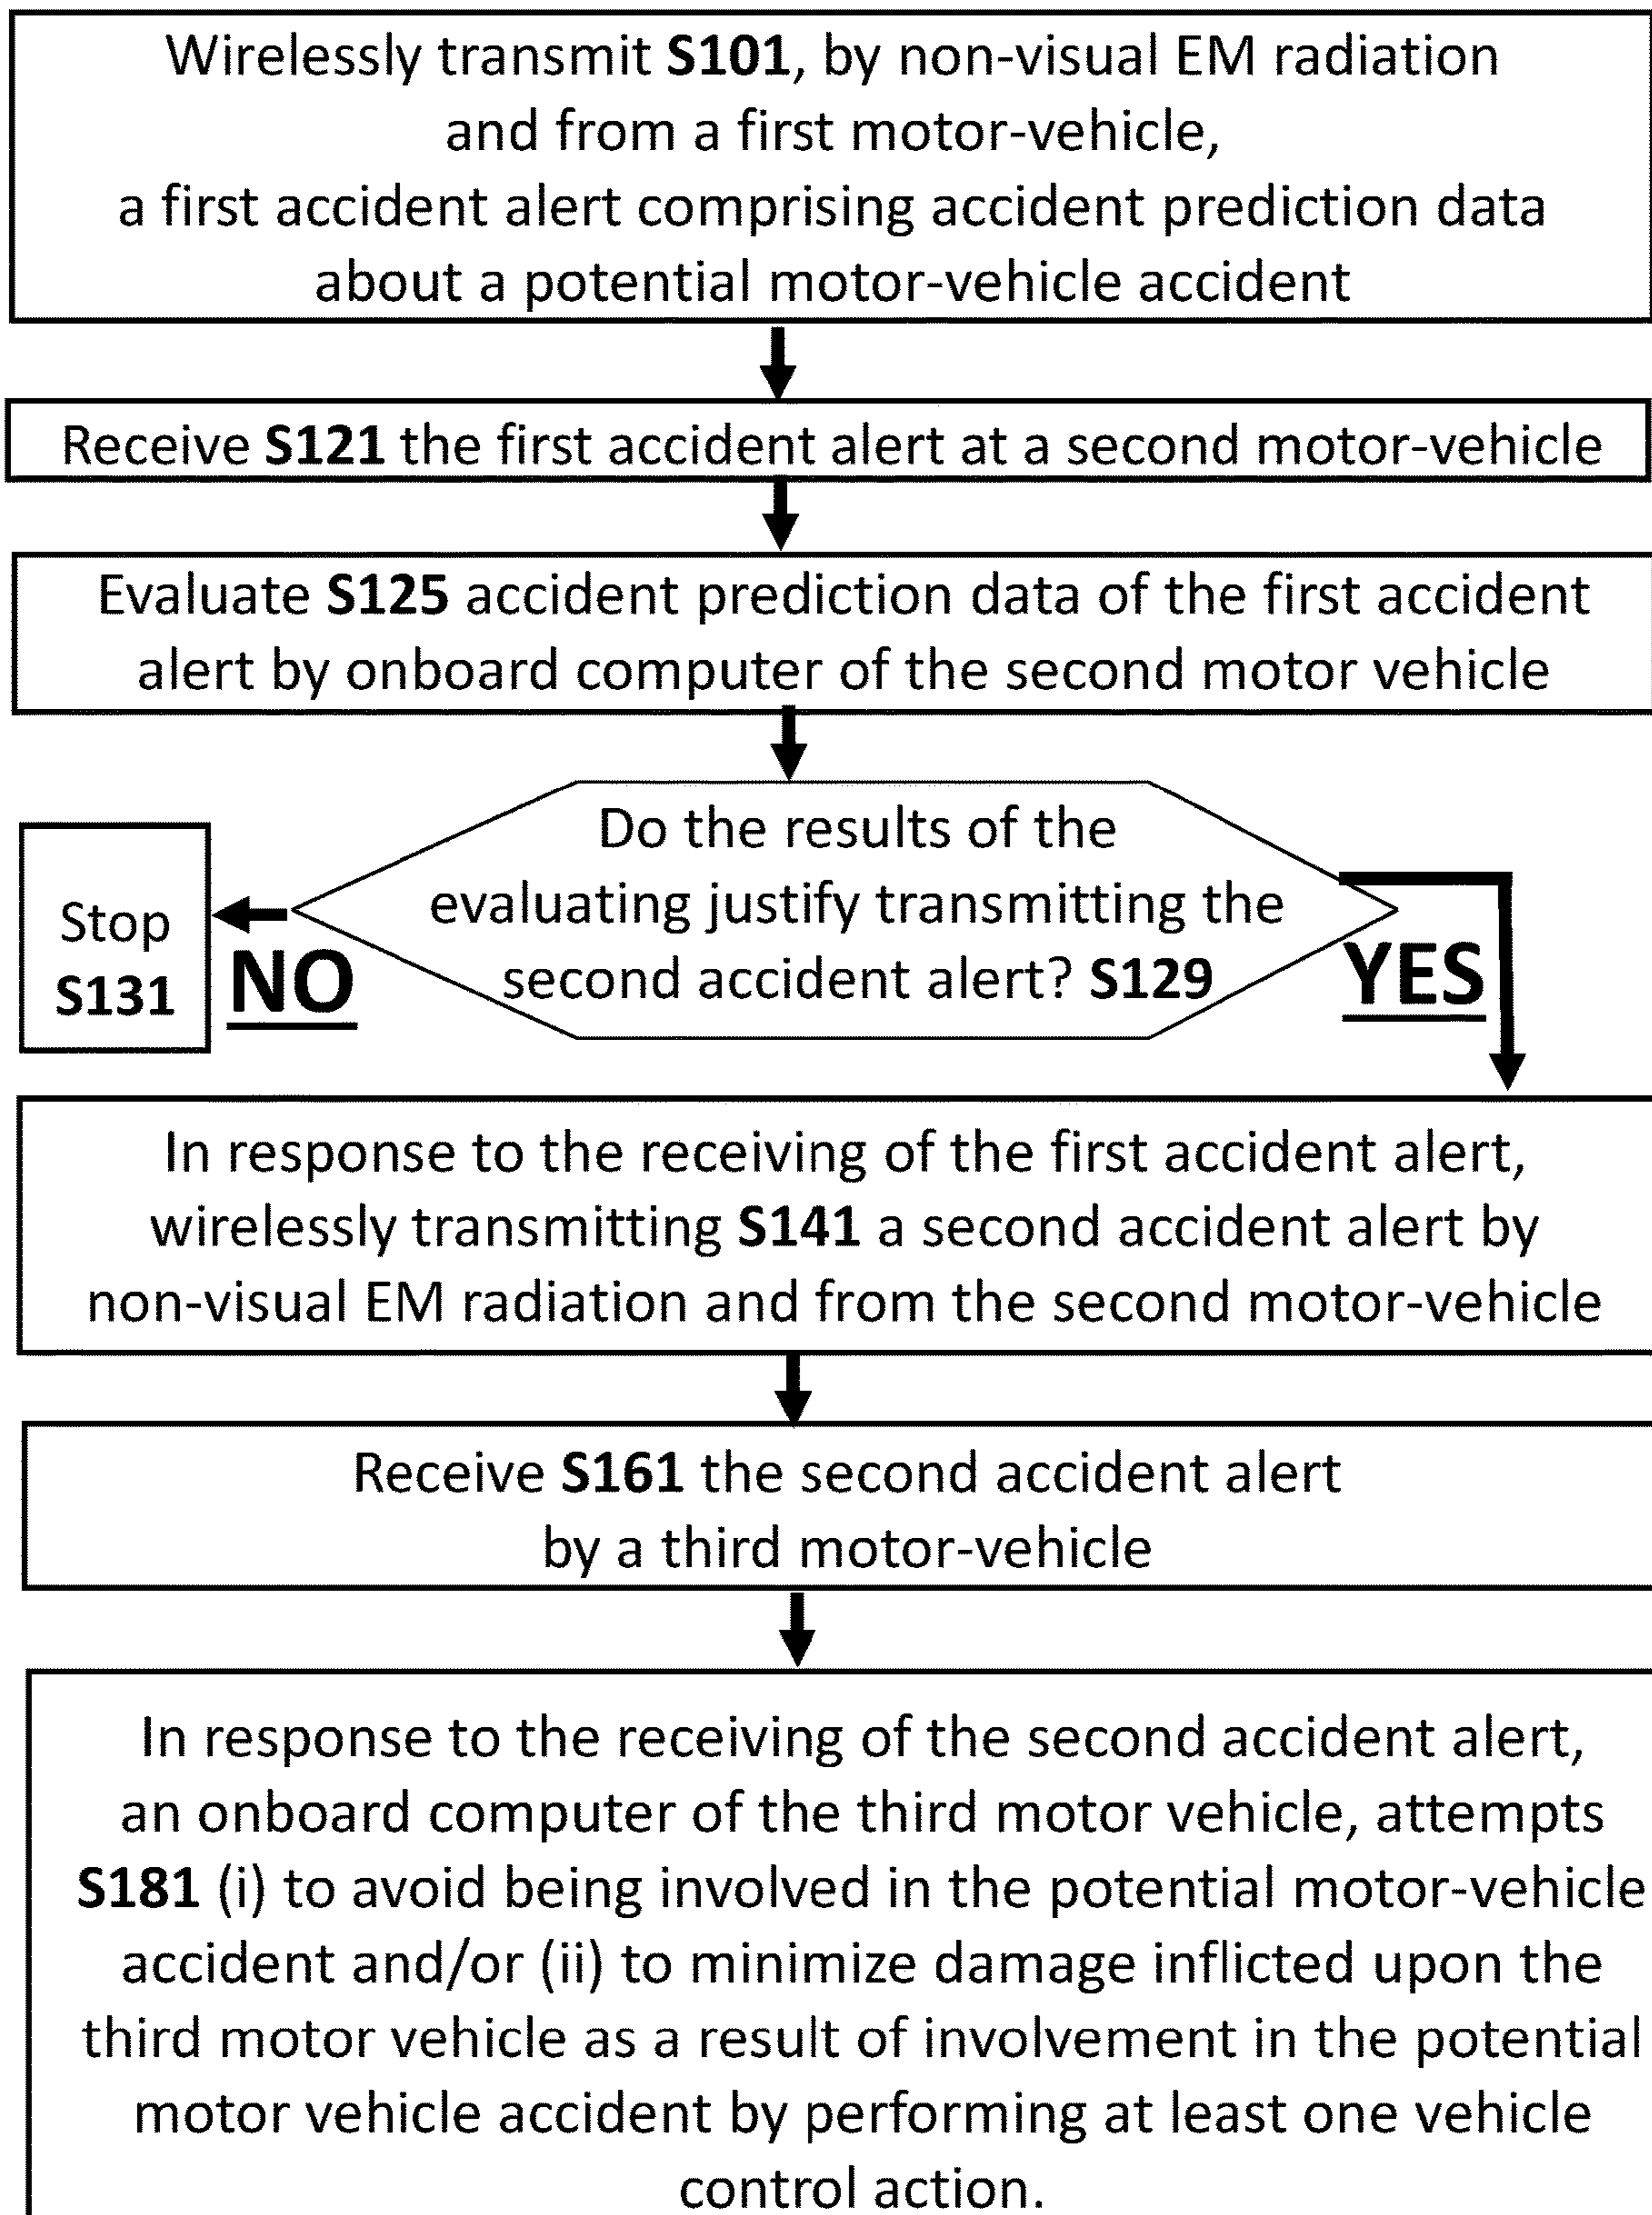 Wirelessly transmit S101, by non-visual EM radiation
and from a first motor-vehicle,
a first accident alert comprising accident prediction data
about a potential motor-vehicle accident
Receive S121 the first accident alert at a second motor-vehicle
Evaluate S125 accident prediction data of the first accident
alert by onboard computer of the second motor vehicle
Do the results of the
evaluating justify transmitting the
second accident alert? S129
Stop
S131
NO
YES
In response to the receiving of the first accident alert,
wirelessly transmitting S141 a second accident alert by
non-visual EM radiation and from the second motor-vehicle
Receive S161 the second accident alert
by a third motor-vehicle
In response to the receiving of the second accident alert,
an onboard computer of the third motor vehicle, attempts
S181 (i) to avoid being involved in the potential motor-vehicle
accident and/or (ii) to minimize damage inflicted upon the
third motor vehicle as a result of involvement in the potential
motor vehicle accident by performing at least one vehicle
control action.